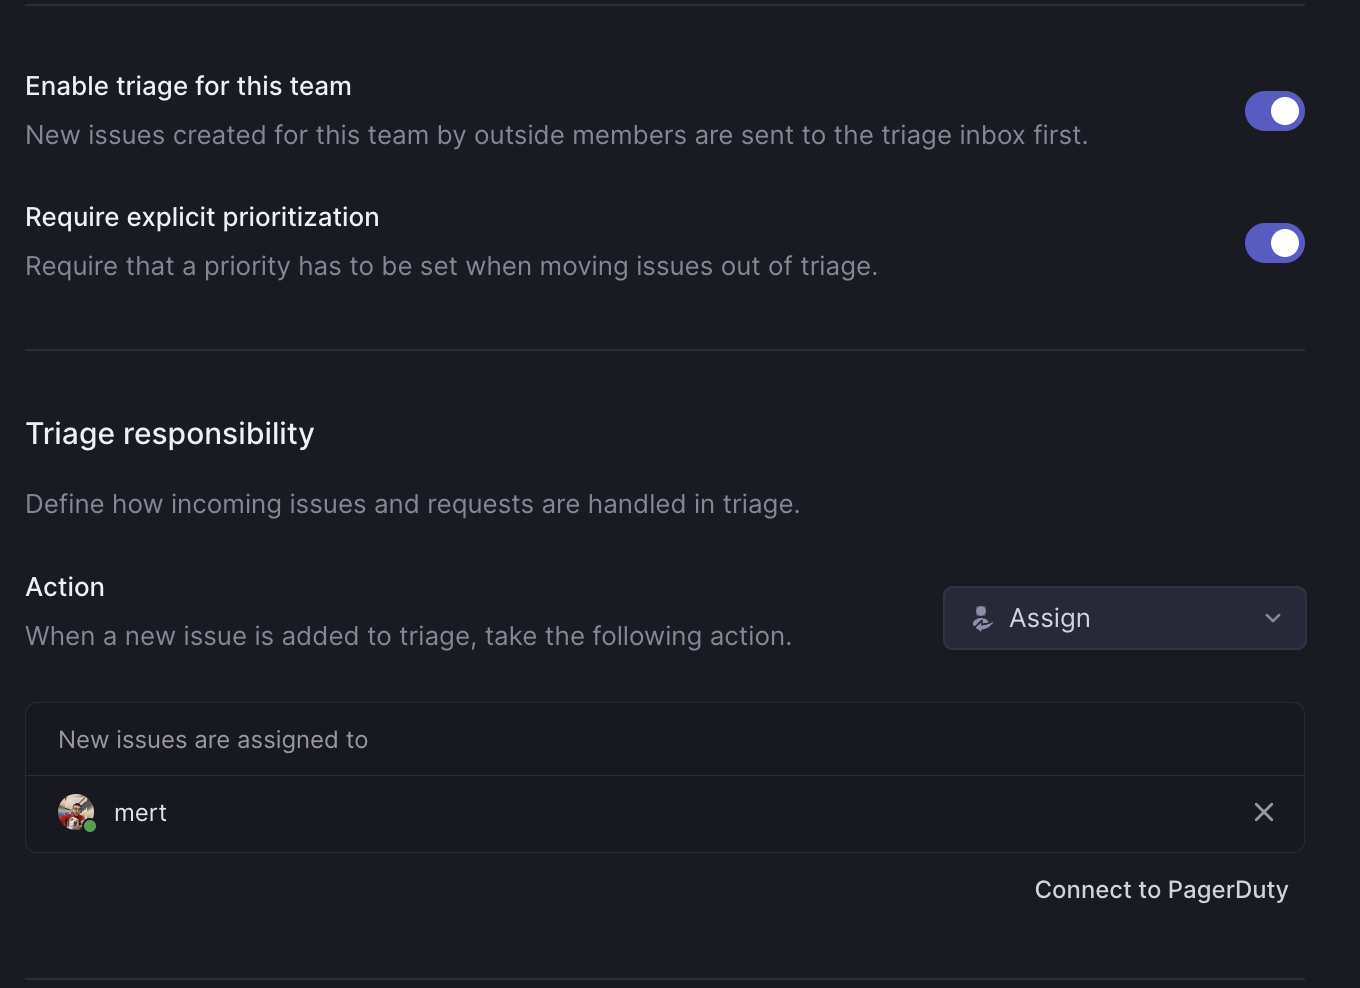 Enable triage for this team
New issues created for this team by outside members are sent to the triage inbox first.
Require explicit prioritization
Require that a priority has to be set when moving issues out of triage.
Triage responsibility
Define how incoming issues and requests are handled in triage.
Action
When a new issue is added to triage, take the following action.
Assign
New issues are assigned to
mert
Connect to PagerDuty